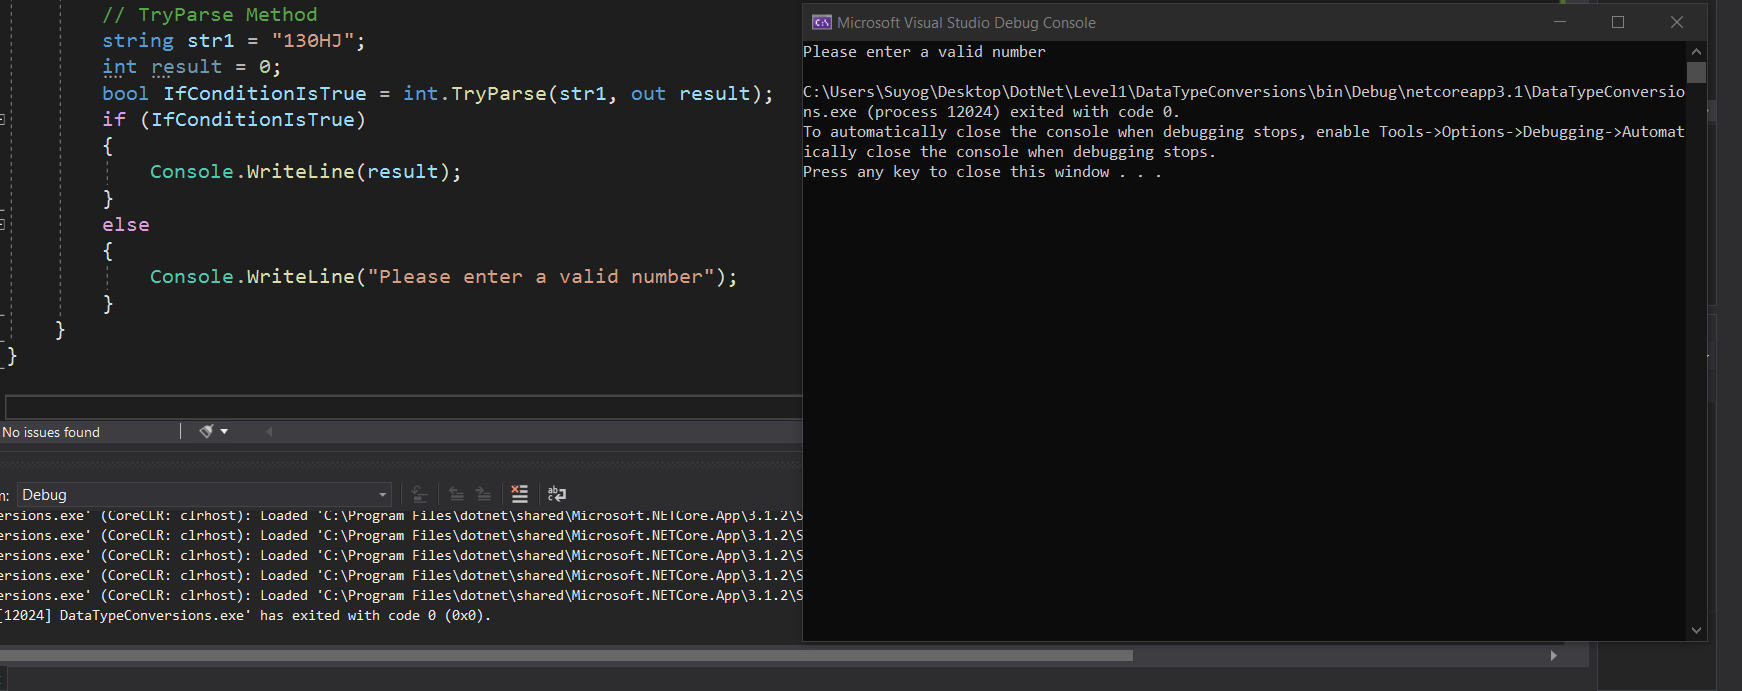 // TryParse Method
string str1 = "130HJ";
int result = 0;
bool IfConditionIsTrue = int.TryParse(str1, out result);
if (IfConditionIsTrue)
{
Console.WriteLine(result);
}
else
{
Console.WriteLine("Please enter a valid number");
}
}
}
No issues found
m: Debug
ersions.exe' (CoreCLR: clrhost): Loaded 'C:\Program Files\dotnet\shared\Microsoft.NETCore.App\3.1.2\S
ersions.exe' (CoreCLR: clrhost): Loaded 'C:\Program Files\dotnet\shared\Microsoft.NETCore.App\3.1.2\S
ersions.exe' (CoreCLR: clrhost): Loaded 'C:\Program Files\dotnet\shared\Microsoft.NETCore.App\3.1.2\S
ersions.exe' (CoreCLR: clrhost): Loaded 'C:\Program Files\dotnet\shared\Microsoft.NETCore.App\3.1.2\S
ersions.exe' (CoreCLR: clrhost): Loaded 'C:\Program Files\dotnet\shared\Microsoft.NETCore.App\3.1.2\S
[12024] DataTypeConversions.exe' has exited with code 0 (0x0).
Microsoft Visual Studio Debug Console
Please enter a valid number
C:\Users\Suyog\Desktop\DotNet\Level1\DataTypeConversions\bin\Debug\netcoreapp3.1\DataTypeConversio
ns.exe (process 12024) exited with code 0.
To automatically close the console when debugging stops, enable Tools->Options->Debugging->Automat
ically close the console when debugging stops.
Press any key to close this window . . .